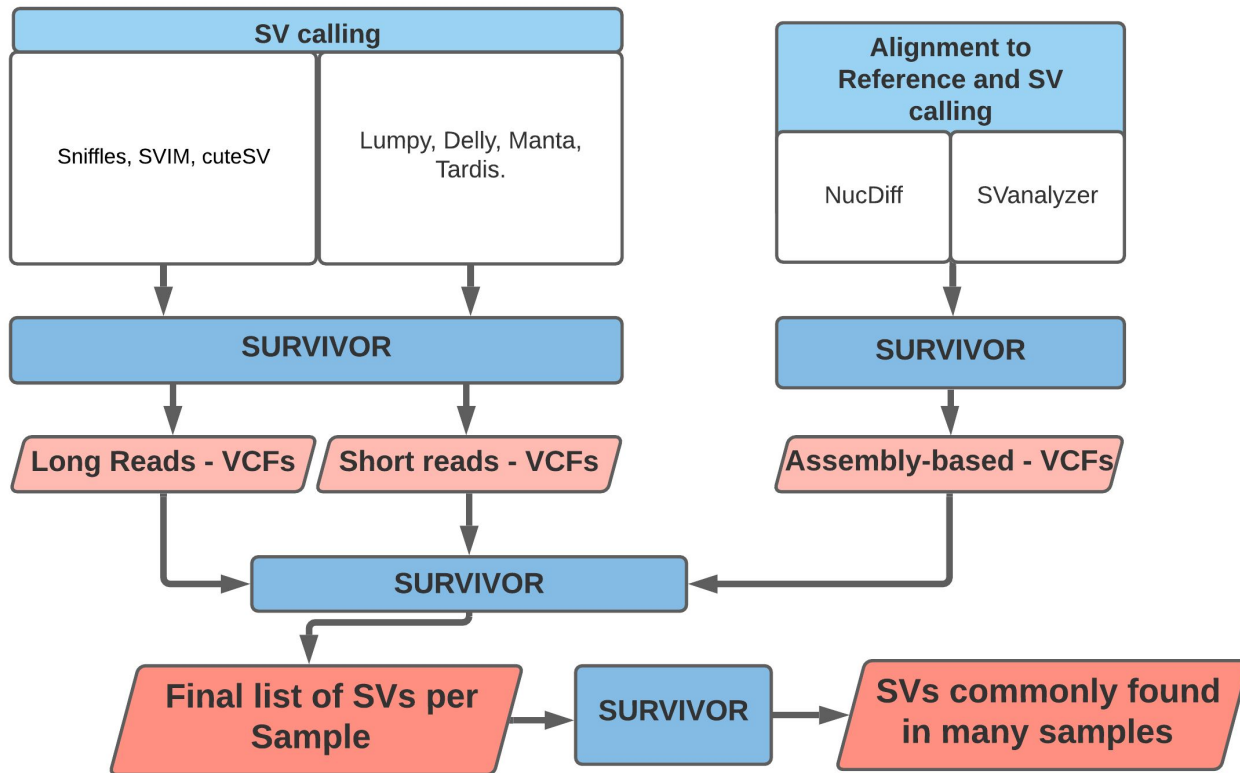 SV calling
Sniffles, SVIM, cuteSV
Lumpy, Delly, Manta,
Tardis.
Alignment to
Reference and SV
calling
NucDiff
SVanalyzer
SURVIVOR
SURVIVOR
Long Reads - VCFs
Short reads - VCFs
Assembly-based - VCFs
SURVIVOR
Final list of SVs per
Sample
SURVIVOR
SVs commonly found
in many samples